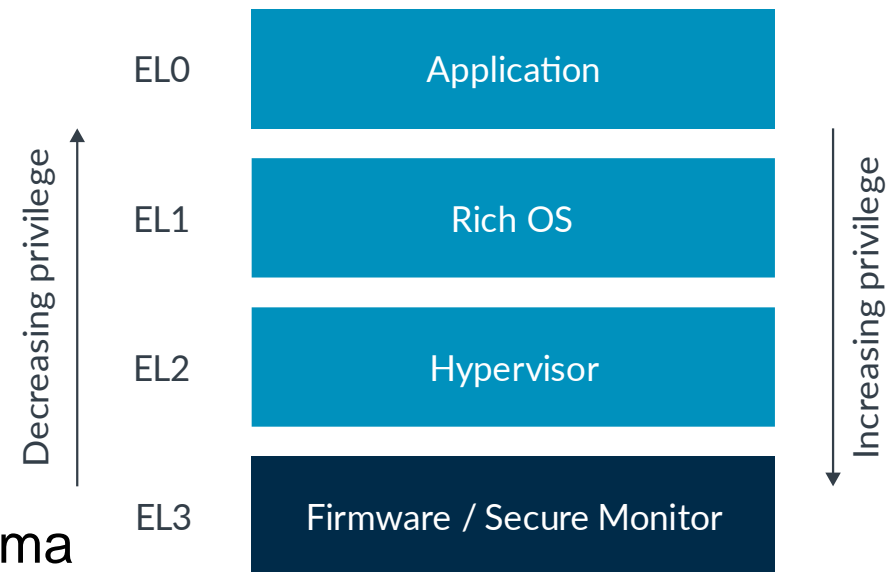 EL0 Application
Decreasing privilege
Increasing privilege
EL1 Rich OS
EL2 Hypervisor
EL3 Firmware / Secure Monitor
ma